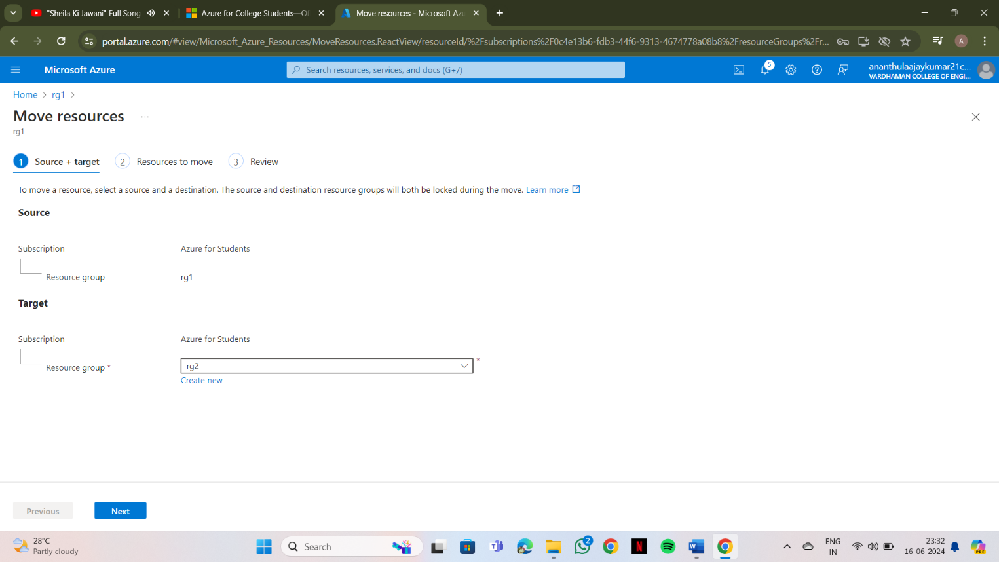 "Sheila Ki Jawani" Full Song
Azure for College Students—Of
Move resources - Microsoft Azu
portal.azure.com/#view/Microsoft_Azure_Resources/MoveResources.ReactView/resourceId/%2Fsubscriptions%2F0c4e13b6-fdb3-44f6-9313-4674778a08b8%2FresourceGroups%2Fr...
A
Microsoft Azure
Search resources, services, and docs (G+/)
5
ananthulaajaykumar21c...
VARDHAMAN COLLEGE OF ENGI...
Home > rg1 >
Move resources ...
rg1
1 Source + target
2 Resources to move
3 Review
To move a resource, select a source and a destination. The source and destination resource groups will both be locked during the move. Learn more
Source
Subscription Azure for Students
Resource group rg1
Target
Subscription Azure for Students
Resource group * rg2 *
Create new
Previous Next
28°C
Partly cloudy
Search
2
ENG
IN
23:32
16-06-2024
PRE